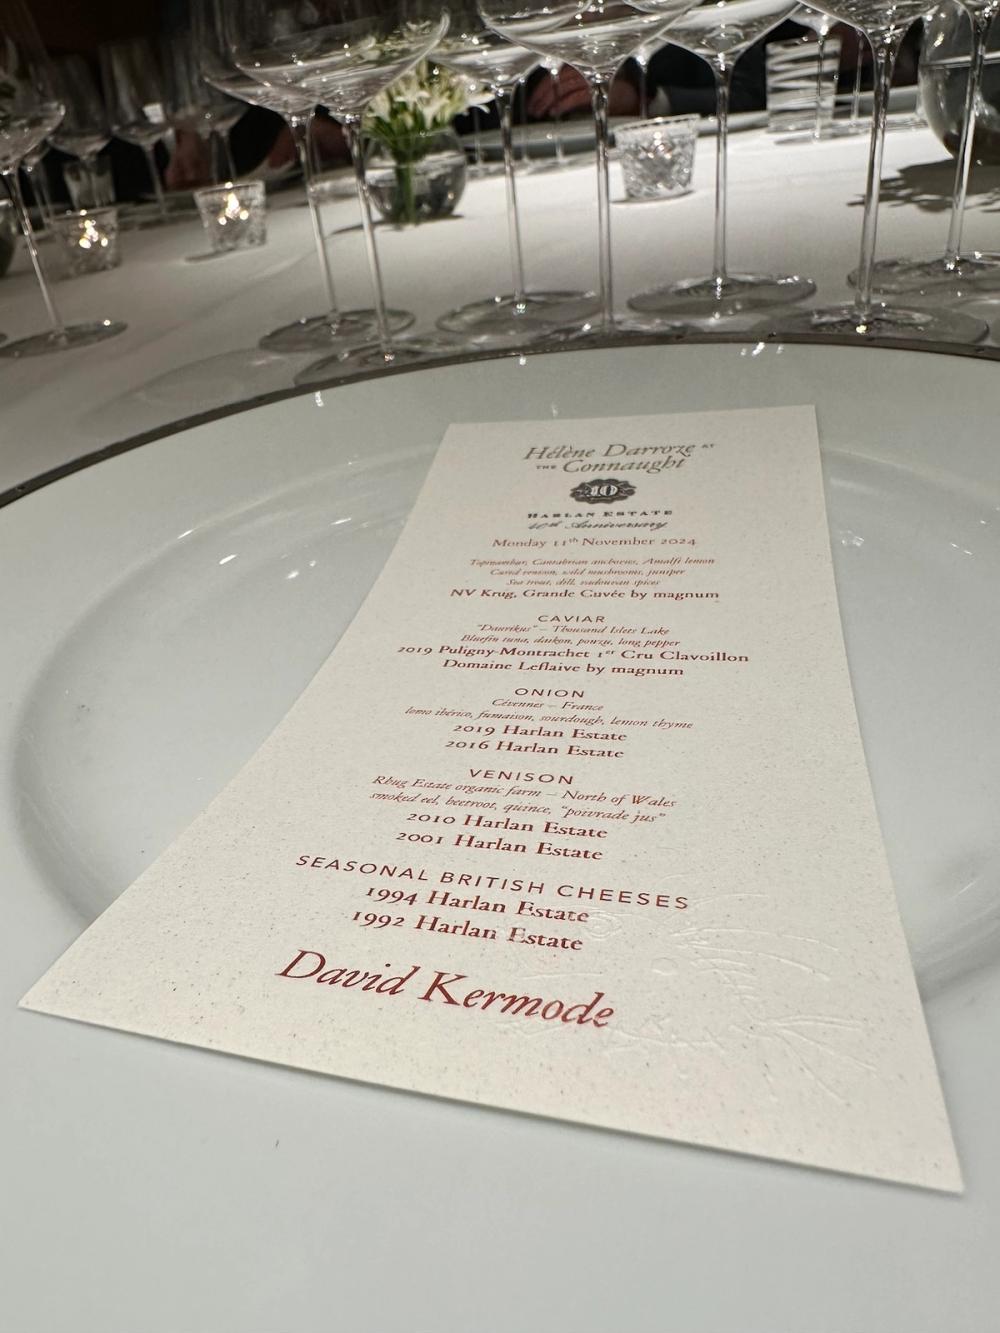 Hélène Darroze AT
THE Connaught
10
HARLAN ESTATE
40th Anniversary
Monday 11th November 2024
Topinambur, Cantabrian anchovies, Amalfi lemon
Cured venison, wild mushrooms, juniper
Sea trout, dill, vadouvan spices
NV Krug, Grande Cuvée by magnum
CAVIAR
"Daurikus" – Thousand Islets Lake
Bluefin tuna, daikon, ponzu, long pepper
2019 Puligny-Montrachet 1er Cru Clavoillon
Domaine Leflaive by magnum
ONION
Cévennes – France
lomo ibérico, fumaison, sourdough, lemon thyme
2019 Harlan Estate
2016 Harlan Estate
VENISON
Rhug Estate organic farm – North of Wales
smoked eel, beetroot, quince, "poivrade jus"
2010 Harlan Estate
2001 Harlan Estate
SEASONAL BRITISH CHEESES
1994 Harlan Estate
1992 Harlan Estate
David Kermode